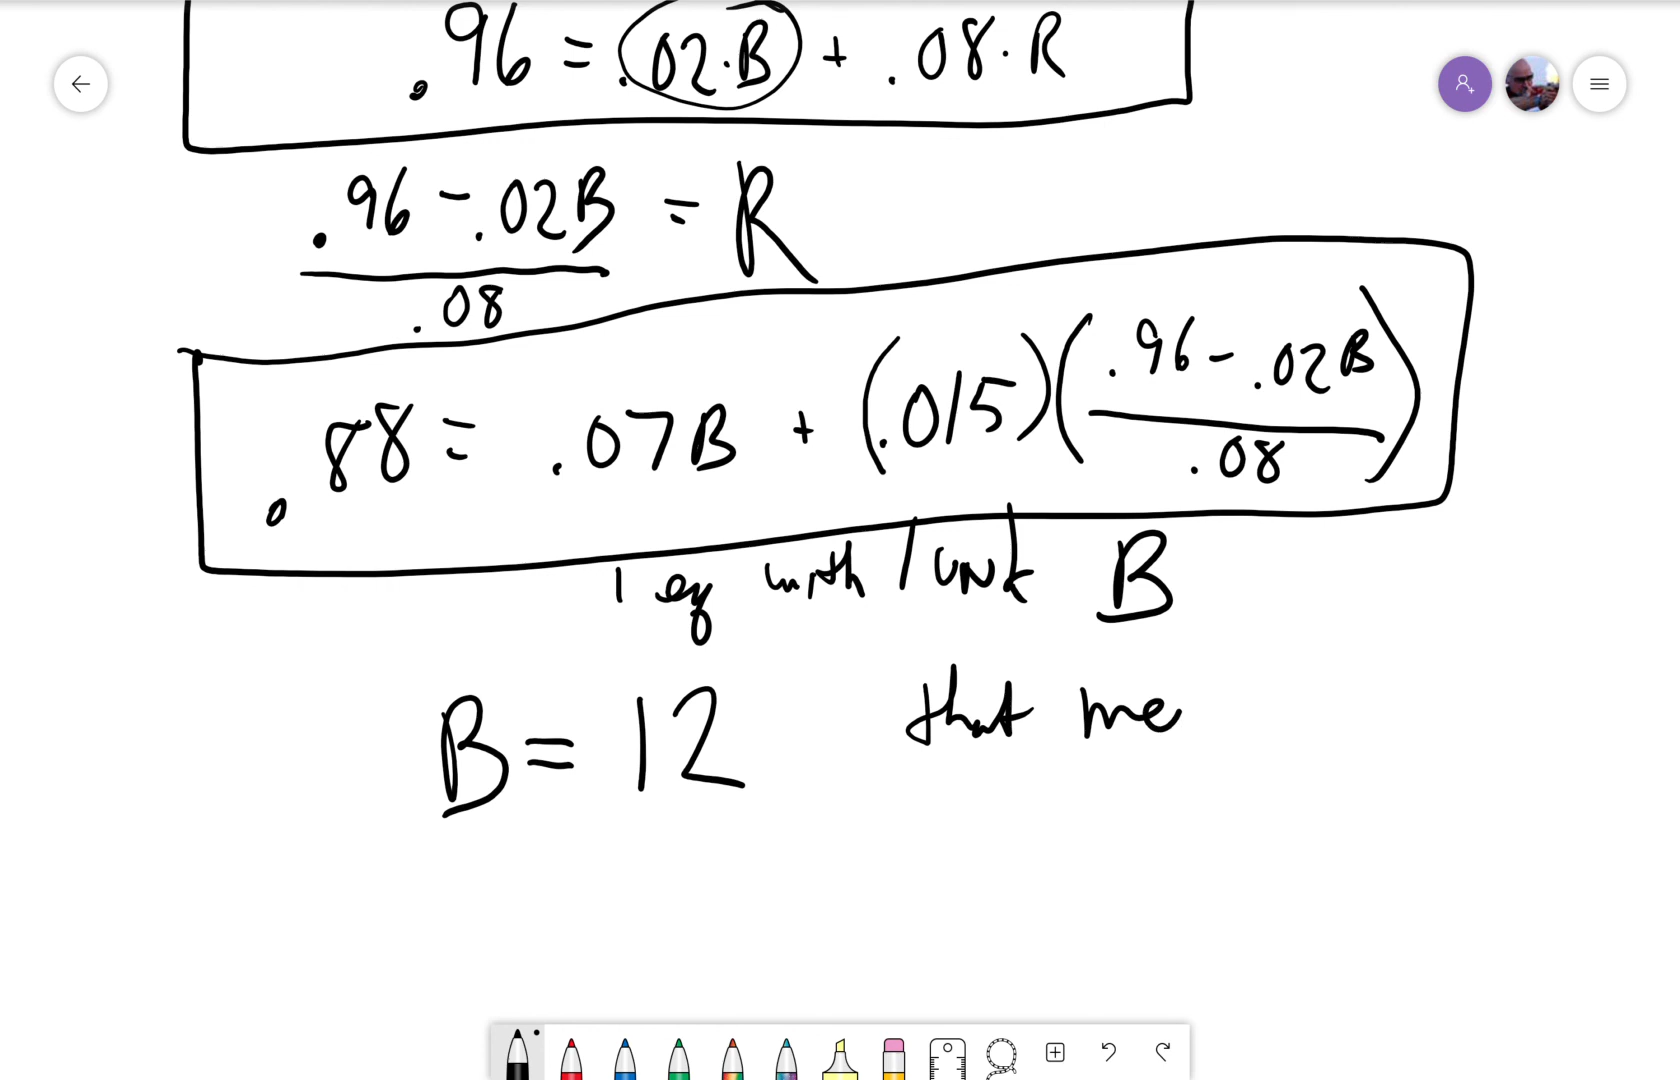 .96 = .02·B + .08·R
.96 - .02B = R
.08
.88 = .07B + (.015)(.96 - .02B
.08)
1 eq with 1 unk B
B = 12 that me